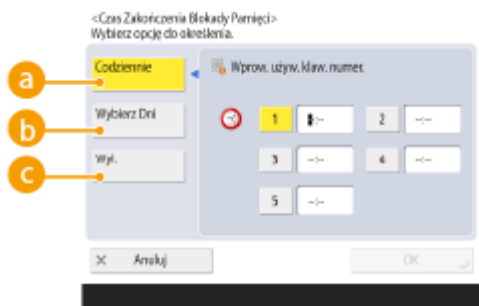 <Czas Zakończenia Blokady Pamięci>
Wybierz opcję do określenia.
a
Codziennie
Wprow. używ. klaw. numer.
b
Wybierz Dni
1 -:-- 2 --:--
c
Wył.
3 --:-- 4 --:--
5 --:--
× Anuluj
OK